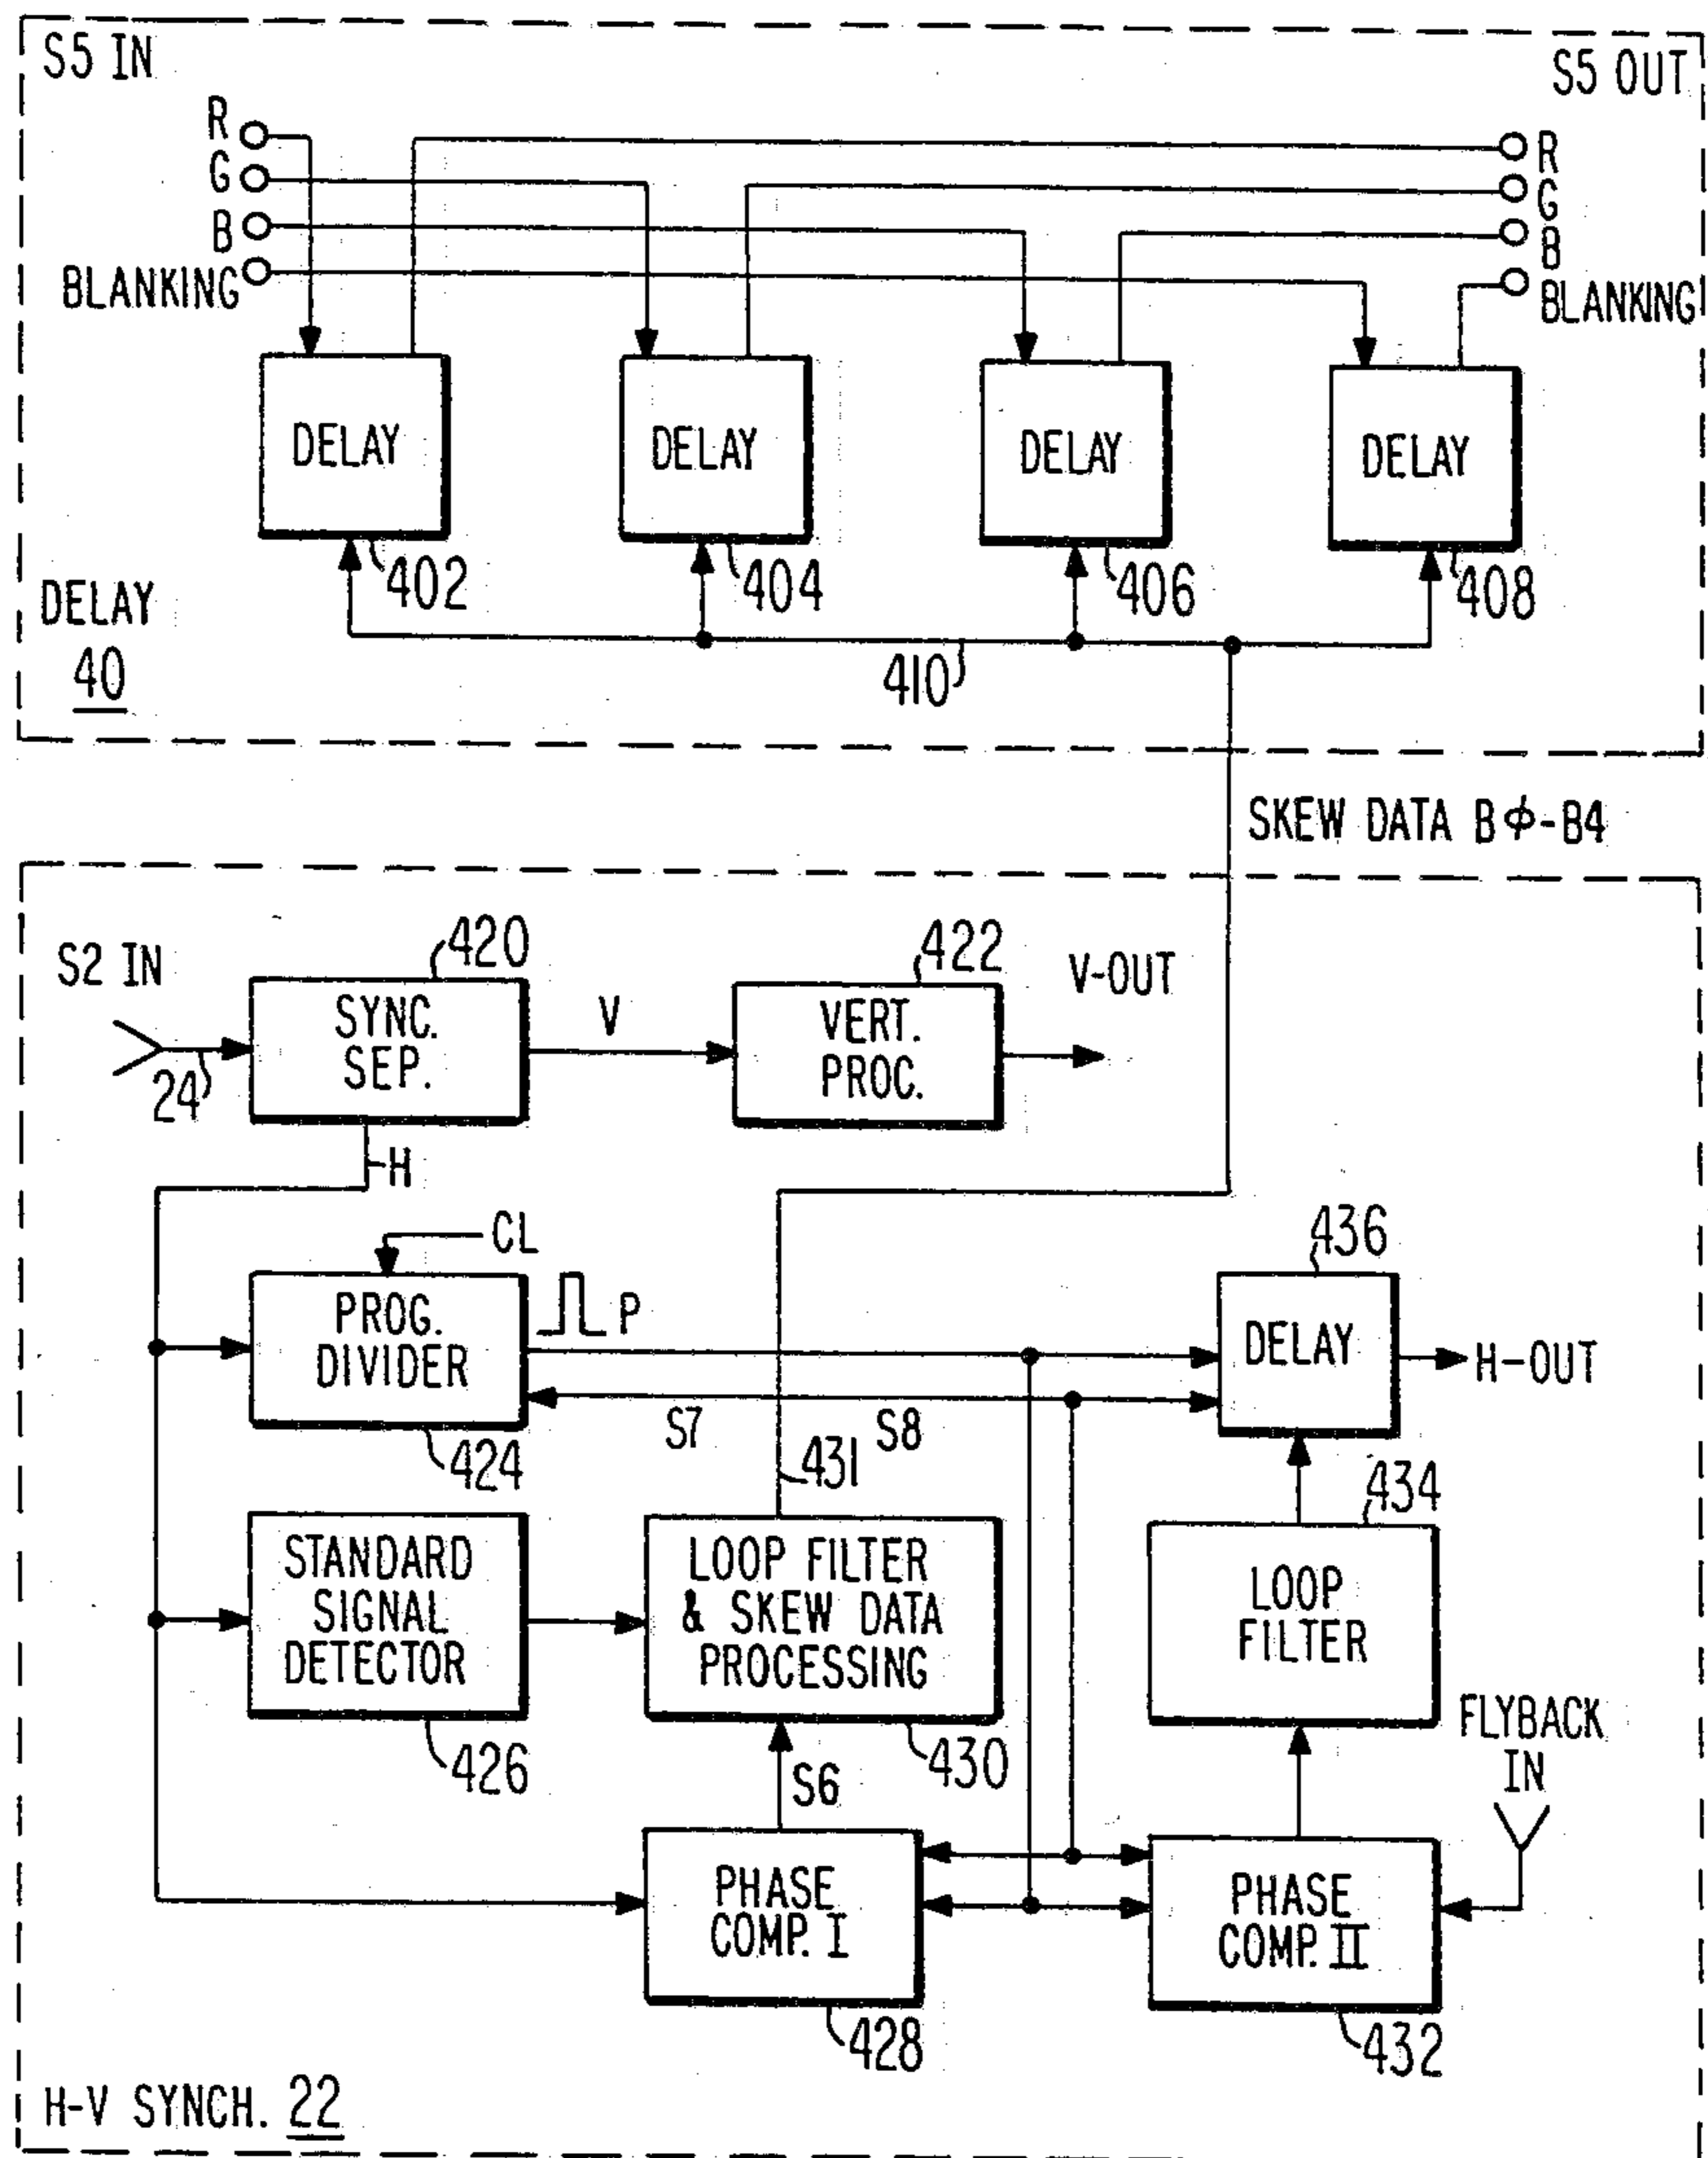 S5 IN
S5 OUT
R
G
B
BLANKING
R
G
B
BLANKING
DELAY
DELAY
DELAY
DELAY
402
404
406
408
DELAY
40
410
SKEW DATA BΦ-B4
S2 IN
420
422
V-OUT
SYNC.
SEP.
V
VERT.
PROC.
24
H
CL
436
PROG.
DIVIDER
P
DELAY
H-OUT
S7
S8
424
431
434
STANDARD
SIGNAL
DETECTOR
LOOP FILTER
& SKEW DATA
PROCESSING
LOOP
FILTER
FLYBACK
IN
426
S6
430
PHASE
COMP. I
PHASE
COMP. II
428
432
H-V SYNCH. 22